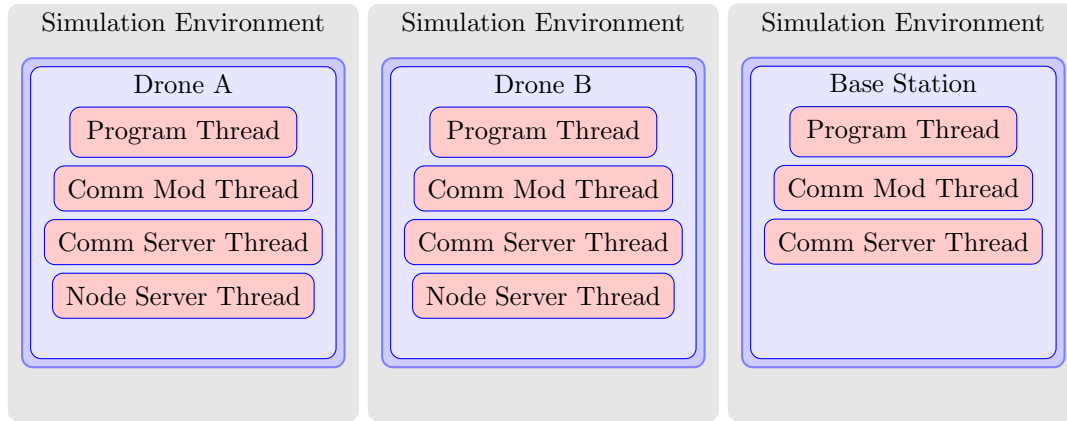 Simulation Environment
Drone A
Program Thread
Comm Mod Thread
Comm Server Thread
Node Server Thread
Simulation Environment
Drone B
Program Thread
Comm Mod Thread
Comm Server Thread
Node Server Thread
Simulation Environment
Base Station
Program Thread
Comm Mod Thread
Comm Server Thread